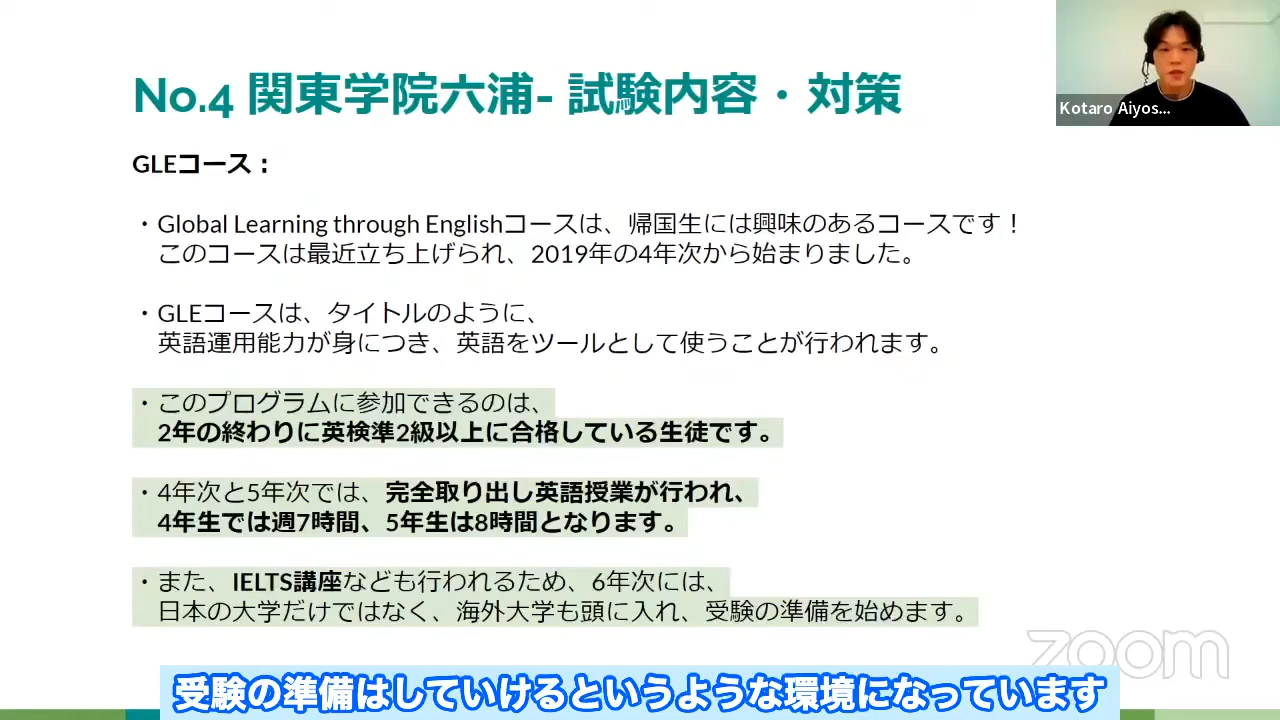 No.4 関東学院六浦- 試験内容・対策
Kotaro Aiyos...
GLEコース：
・Global Learning through Englishコースは、帰国生には興味のあるコースです！
このコースは最近立ち上げられ、2019年の4年次から始まりました。
・GLEコースは、タイトルのように、
英語運用能力が身につき、英語をツールとして使うことが行われます。
・このプログラムに参加できるのは、
2年の終わりに英検準2級以上に合格している生徒です。
・4年次と5年次では、完全取り出し英語授業が行われ、
4年生では週7時間、5年生は8時間となります。
・また、IELTS講座なども行われるため、6年次には、
日本の大学だけではなく、海外大学も頭に入れ、受験の準備を始めます。
zoom
受験の準備はしていけるというような環境になっています